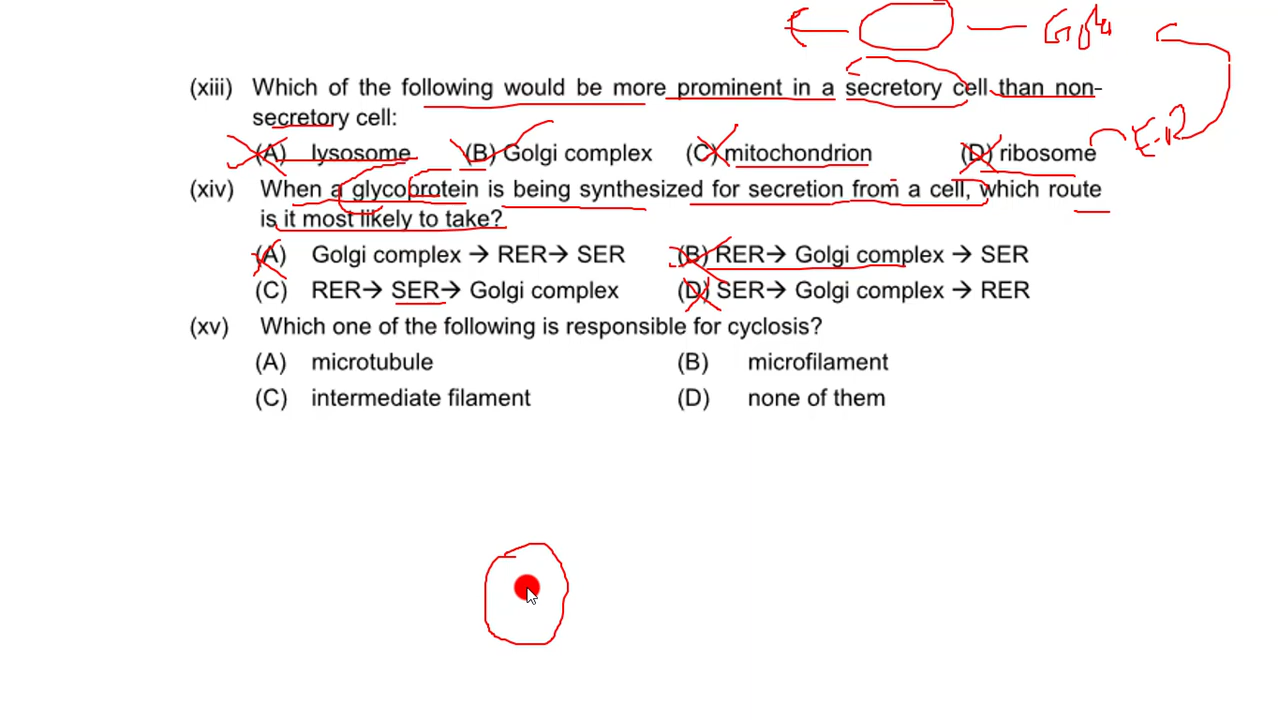 Golgi
(xiii) Which of the following would be more prominent in a secretory cell than non-
secretory cell:
(A) lysosome (B) Golgi complex (C) mitochondrion (D) ribosome
E.R
(xiv) When a glycoprotein is being synthesized for secretion from a cell, which route
is it most likely to take?
(A) Golgi complex → RER→ SER (B) RER→ Golgi complex → SER
(C) RER→ SER→ Golgi complex (D) SER→ Golgi complex → RER
(xv) Which one of the following is responsible for cyclosis?
(A) microtubule (B) microfilament
(C) intermediate filament (D) none of them